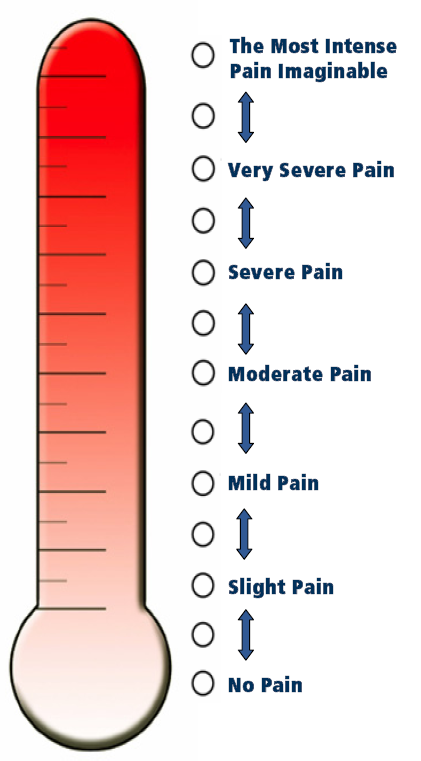 The Most Intense
Pain Imaginable
Very Severe Pain
Severe Pain
Moderate Pain
Mild Pain
Slight Pain
No Pain